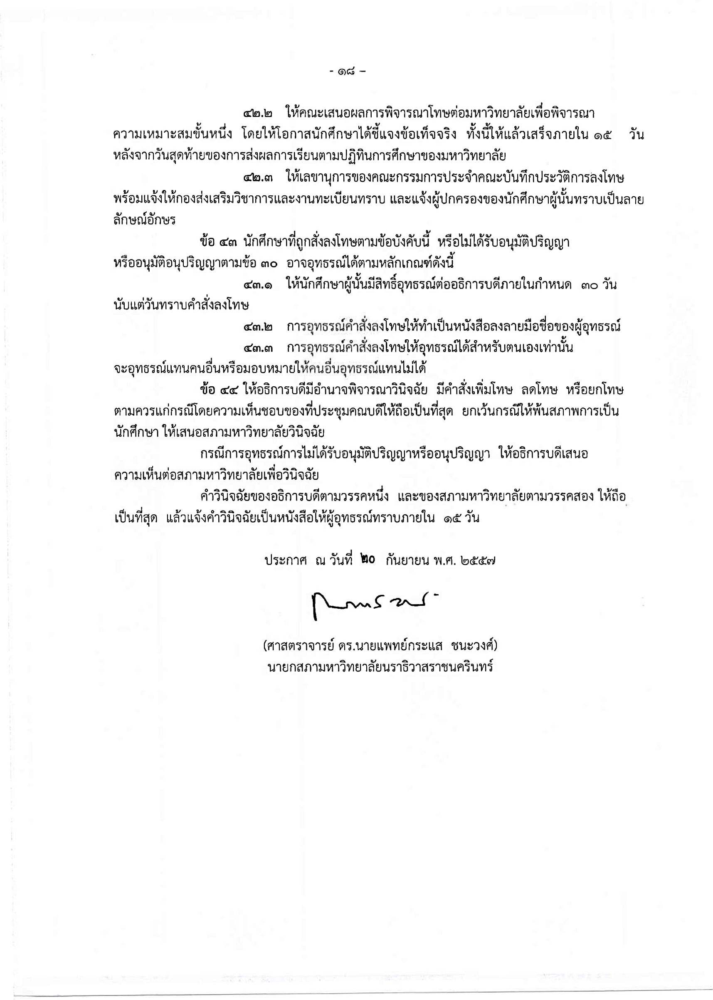 - ๑๘ –
๔๒.๒ ให้คณะเสนอผลการพิจารณาโทษต่อมหาวิทยาลัยเพื่อพิจารณา
ความเหมาะสมขั้นหนึ่ง โดยให้โอกาสนักศึกษาได้ชี้แจงข้อเท็จจริง ทั้งนี้ให้แล้วเสร็จภายใน ๑๕ วัน
หลังจากวันสุดท้ายของการส่งผลการเรียนตามปฏิทินการศึกษาของมหาวิทยาลัย
๔๒.๓ ให้เลขานุการของคณะกรรมการประจำคณะบันทึกประวัติการลงโทษ
พร้อมแจ้งให้กองส่งเสริมวิชาการและงานทะเบียนทราบ และแจ้งผู้ปกครองของนักศึกษาผู้นั้นทราบเป็นลาย
ลักษณ์อักษร
ข้อ ๔๓ นักศึกษาที่ถูกสั่งลงโทษตามข้อบังคับนี้ หรือไม่ได้รับอนุมัติปริญญา
หรืออนุมัติอนุปริญญาตามข้อ ๓๐ อาจอุทธรณ์ได้ตามหลักเกณฑ์ดังนี้
๔๓.๑ ให้นักศึกษาผู้นั้นมีสิทธิ์อุทธรณ์ต่ออธิการบดีภายในกำหนด ๓๐ วัน
นับแต่วันทราบคำสั่งลงโทษ
๔๓.๒ การอุทธรณ์คำสั่งลงโทษให้ทำเป็นหนังสือลงลายมือชื่อของผู้อุทธรณ์
๔๓.๓ การอุทธรณ์คำสั่งลงโทษให้อุทธรณ์ได้สำหรับตนเองเท่านั้น
จะอุทธรณ์แทนคนอื่นหรือมอบหมายให้คนอื่นอุทธรณ์แทนไม่ได้
ข้อ ๔๔ ให้อธิการบดีมีอำนาจพิจารณาวินิจฉัย มีคำสั่งเพิ่มโทษ ลดโทษ หรือยกโทษ
ตามควรแก่กรณีโดยความเห็นชอบของที่ประชุมคณบดีให้ถือเป็นที่สุด ยกเว้นกรณีให้พ้นสภาพการเป็น
นักศึกษา ให้เสนอสภามหาวิทยาลัยวินิจฉัย
กรณีการอุทธรณ์การไม่ได้รับอนุมัติปริญญาหรืออนุปริญญา ให้อธิการบดีเสนอ
ความเห็นต่อสภามหาวิทยาลัยเพื่อวินิจฉัย
คำวินิจฉัยของอธิการบดีตามวรรคหนึ่ง และของสภามหาวิทยาลัยตามวรรคสอง ให้ถือ
เป็นที่สุด แล้วแจ้งคำวินิจฉัยเป็นหนังสือให้ผู้อุทธรณ์ทราบภายใน ๑๕ วัน
ประกาศ ณ วันที่ ๒๐ กันยายน พ.ศ. ๒๕๕๗
(ศาสตราจารย์ ดร.นายแพทย์กระแส ชนะวงศ์)
นายกสภามหาวิทยาลัยนราธิวาสราชนครินทร์